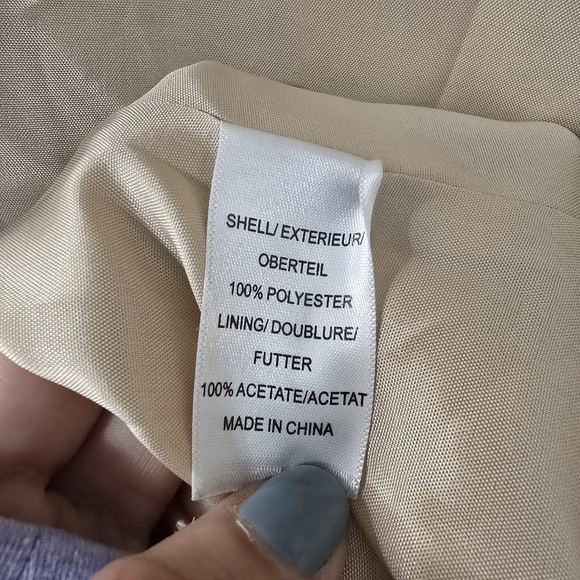 SHELL/ EXTERIEUR/
OBERTEIL
100% POLYESTER
LINING/ DOUBLURE/
FUTTER
100% ACETATE/ACETAT
MADE IN CHINA